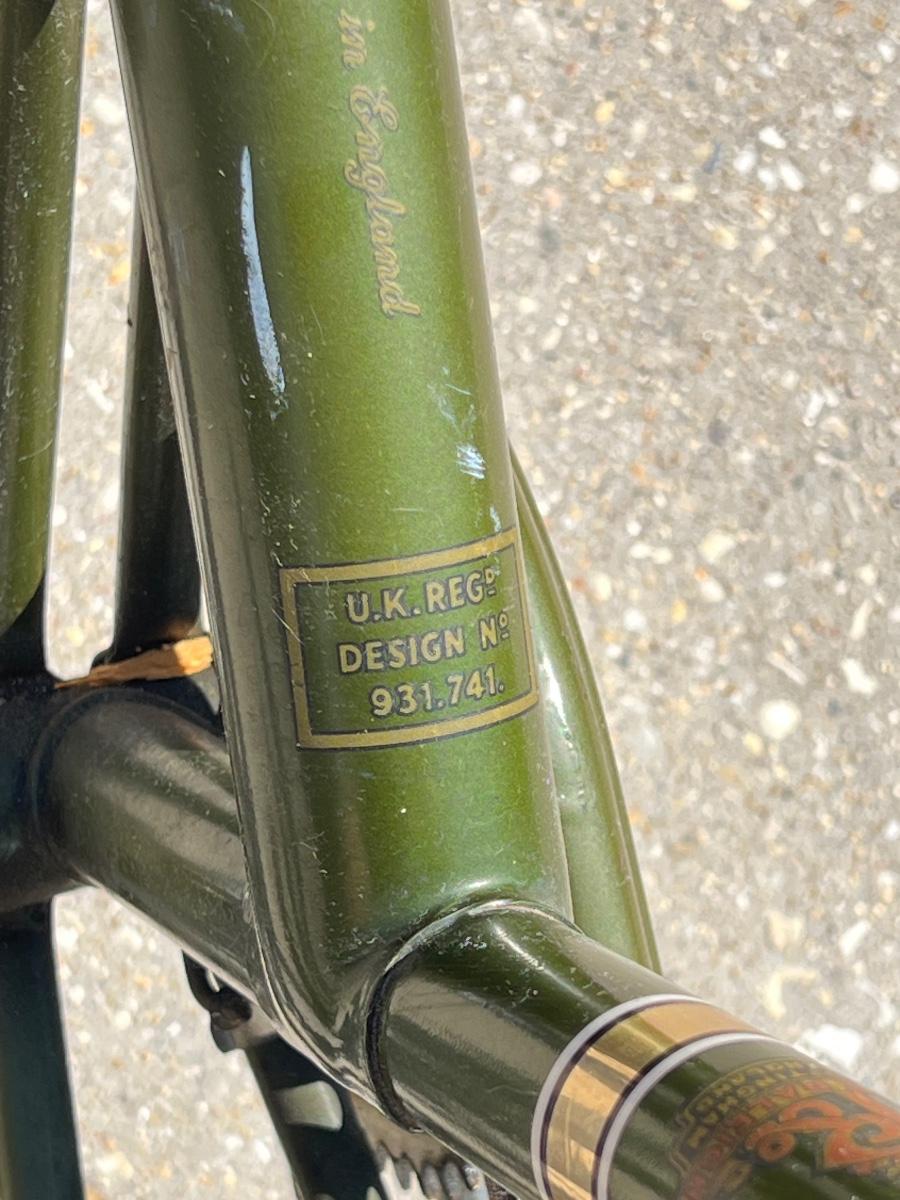 in England
U.K. REGD
DESIGN No
931.741.